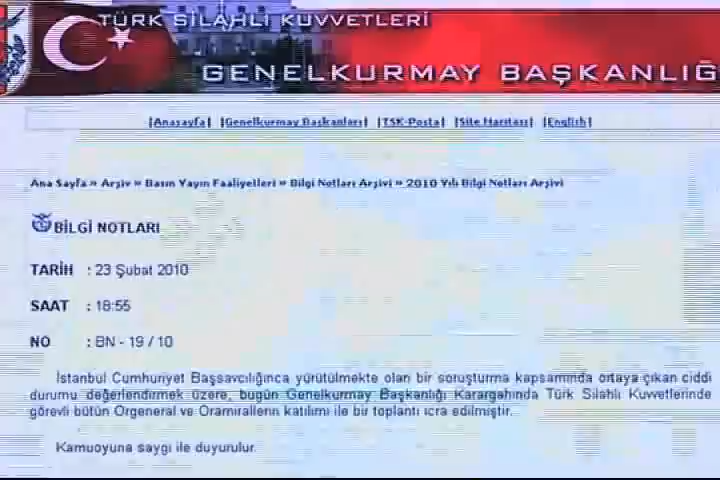 TÜRK SİLAHLI KUVVETLERİ
GENELKURMAY BAŞKANLIĞ
|Anasayfa| |Genelkurmay Başkanları| |TSK-Posta| |Site Haritası| |English|
Ana Sayfa » Arşiv » Basın Yayın Faaliyetleri » Bilgi Notları Arşivi » 2010 Yılı Bilgi Notları Arşivi
BİLGİ NOTLARI
TARİH : 23 Şubat 2010
SAAT : 18:55
NO : BN - 19 / 10
İstanbul Cumhuriyet Başsavcılığınca yürütülmekte olan bir soruşturma kapsamında ortaya çıkan ciddi
durumu değerlendirmek üzere, bugün Genelkurmay Başkanlığı Karargahında Türk Silahlı Kuvvetlerinde
görevli bütün Orgeneral ve Oramirallerin katılımı ile bir toplantı icra edilmiştir.
Kamuoyuna saygı ile duyurulur.